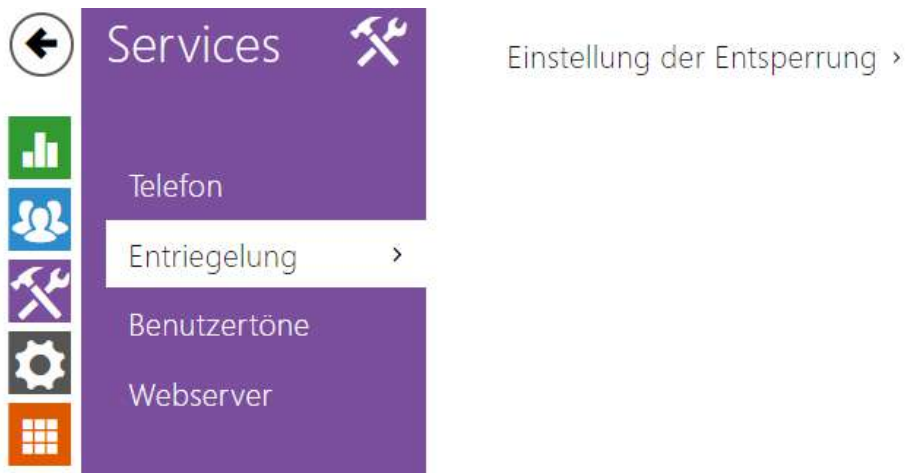 Services
Einstellung der Entsperrung ›
Telefon
Entriegelung ›
Benutzertöne
Webserver